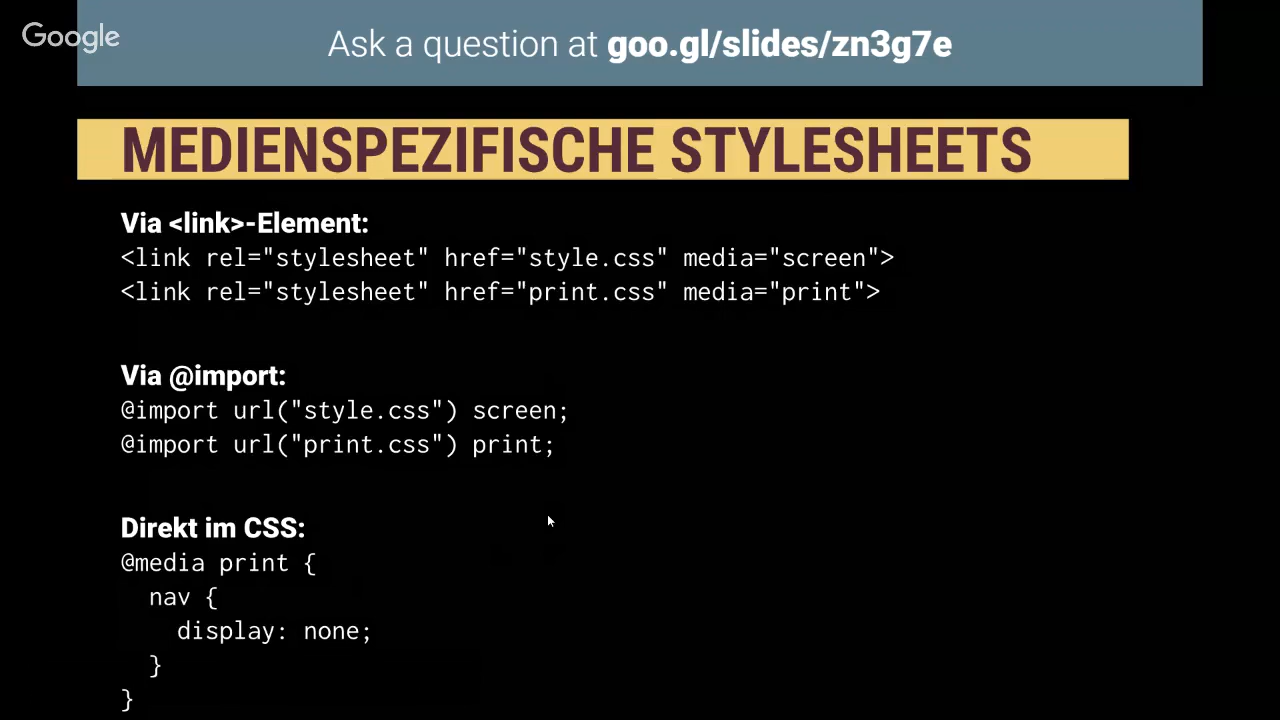 Google
Ask a question at goo.gl/slides/zn3g7e
MEDIENSPEZIFISCHE STYLESHEETS
Via <link>-Element:
<link rel="stylesheet" href="style.css" media="screen">
<link rel="stylesheet" href="print.css" media="print">
Via @import:
@import url("style.css") screen;
@import url("print.css") print;
Direkt im CSS:
@media print {
  nav {
    display: none;
  }
}